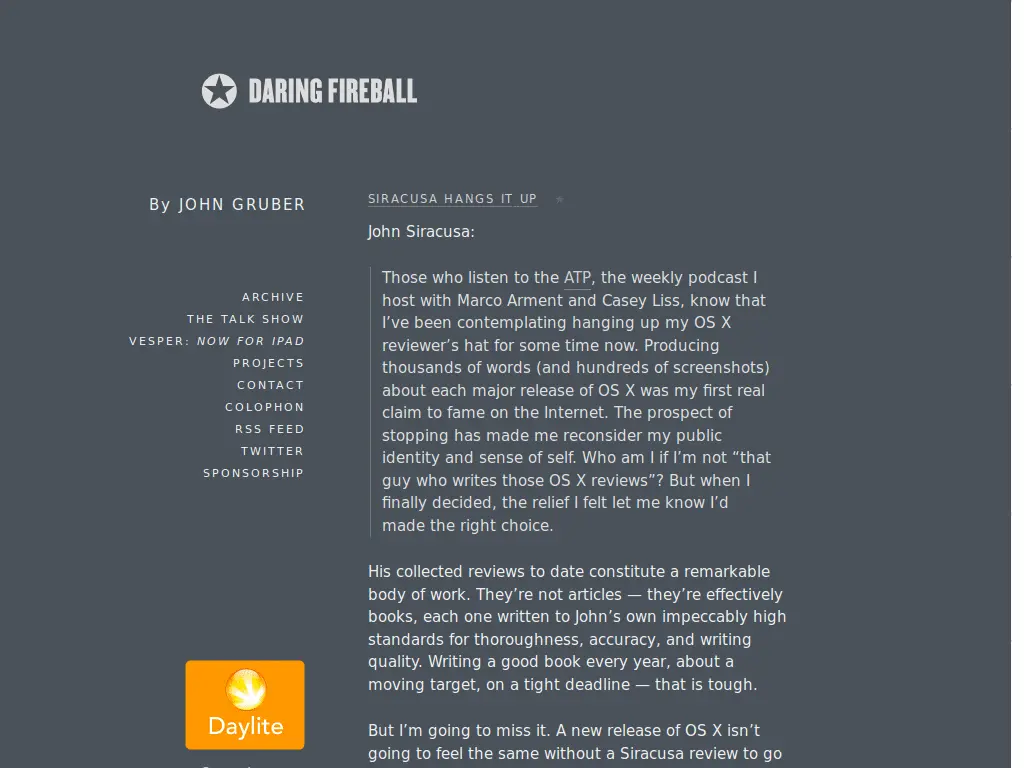 DARING FIREBALL
By JOHN GRUBER
ARCHIVE
THE TALK SHOW
VESPER: NOW FOR IPAD
PROJECTS
CONTACT
COLOPHON
RSS FEED
TWITTER
SPONSORSHIP
Daylite
SIRACUSA HANGS IT UP ★
John Siracusa:
Those who listen to the ATP, the weekly podcast I
host with Marco Arment and Casey Liss, know that
I’ve been contemplating hanging up my OS X
reviewer’s hat for some time now. Producing
thousands of words (and hundreds of screenshots)
about each major release of OS X was my first real
claim to fame on the Internet. The prospect of
stopping has made me reconsider my public
identity and sense of self. Who am I if I’m not “that
guy who writes those OS X reviews”? But when I
finally decided, the relief I felt let me know I’d
made the right choice.
His collected reviews to date constitute a remarkable
body of work. They’re not articles — they’re effectively
books, each one written to John’s own impeccably high
standards for thoroughness, accuracy, and writing
quality. Writing a good book every year, about a
moving target, on a tight deadline — that is tough.
But I’m going to miss it. A new release of OS X isn’t
going to feel the same without a Siracusa review to go